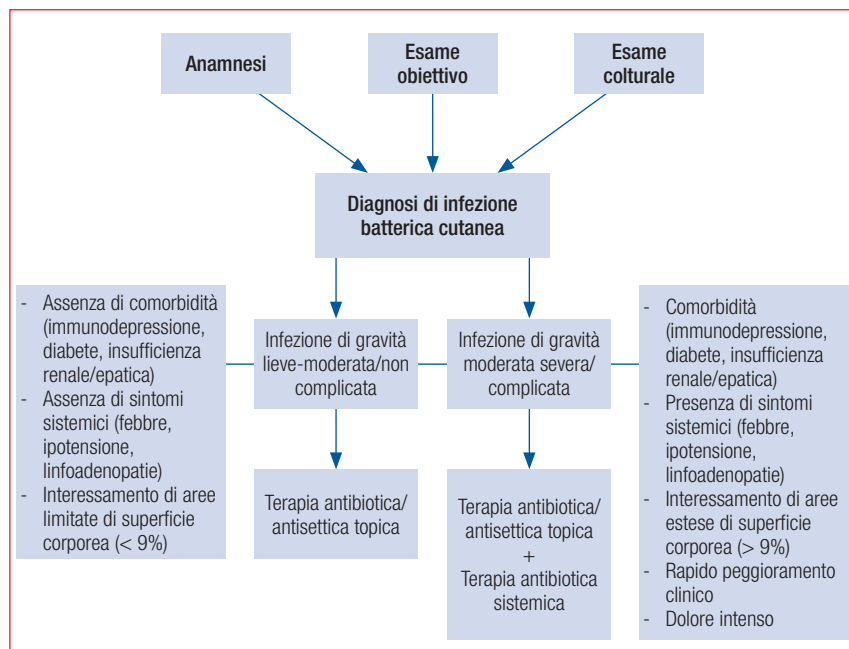 Anamnesi
Esame
obiettivo
Esame
colturale
Diagnosi di infezione
batterica cutanea
- Assenza di comorbidità
(immunodepressione,
diabete, insufficienza
renale/epatica)
- Assenza di sintomi
sistemici (febbre,
ipotensione,
linfoadenopatie)
- Interessamento di aree
limitate di superficie
corporea (< 9%)
Infezione di gravità
lieve-moderata/non
complicata
Infezione di gravità
moderata severa/
complicata
- Comorbidità
(immunodepressione,
diabete, insufficienza
renale/epatica)
- Presenza di sintomi
sistemici (febbre,
ipotensione,
linfoadenopatie)
- Interessamento di aree
estese di superficie
corporea (> 9%)
- Rapido peggioramento
clinico
- Dolore intenso
Terapia antibiotica/
antisettica topica
Terapia antibiotica/
antisettica topica
+
Terapia antibiotica
sistemica